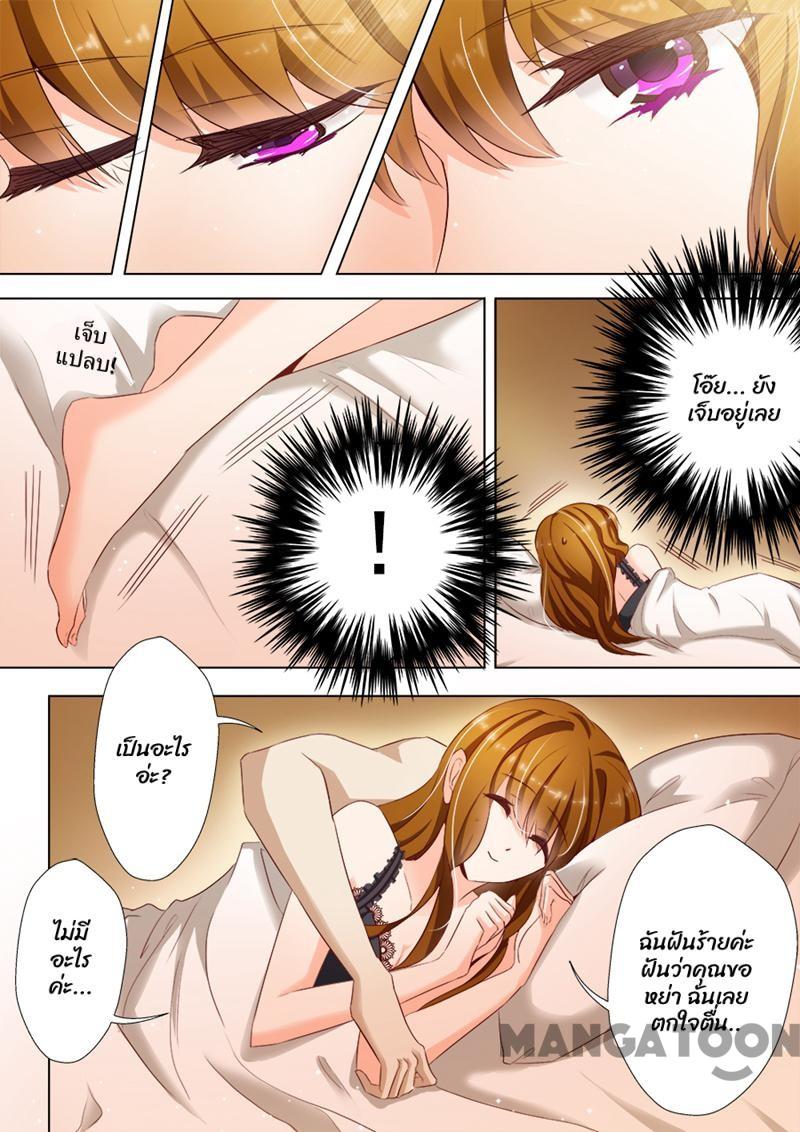 เจ็บ
แปลบ!
โอ๊ย... ยัง
เจ็บอยู่เลย
!
เป็นอะไร
อ่ะ?
ไม่มี
อะไร
ค่ะ...
ฉันฝันร้ายค่ะ
ฝันว่าคุณขอ
หย่า ฉันเลย
ตกใจตื่น..
MANGATOON